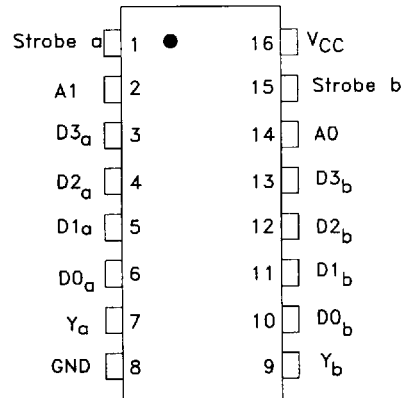 Strobe a 1 16 VCC
A1 2 15 Strobe b
D3a 3 14 A0
D2a 4 13 D3b
D1a 5 12 D2b
D0a 6 11 D1b
Ya 7 10 D0b
GND 8 9 Yb